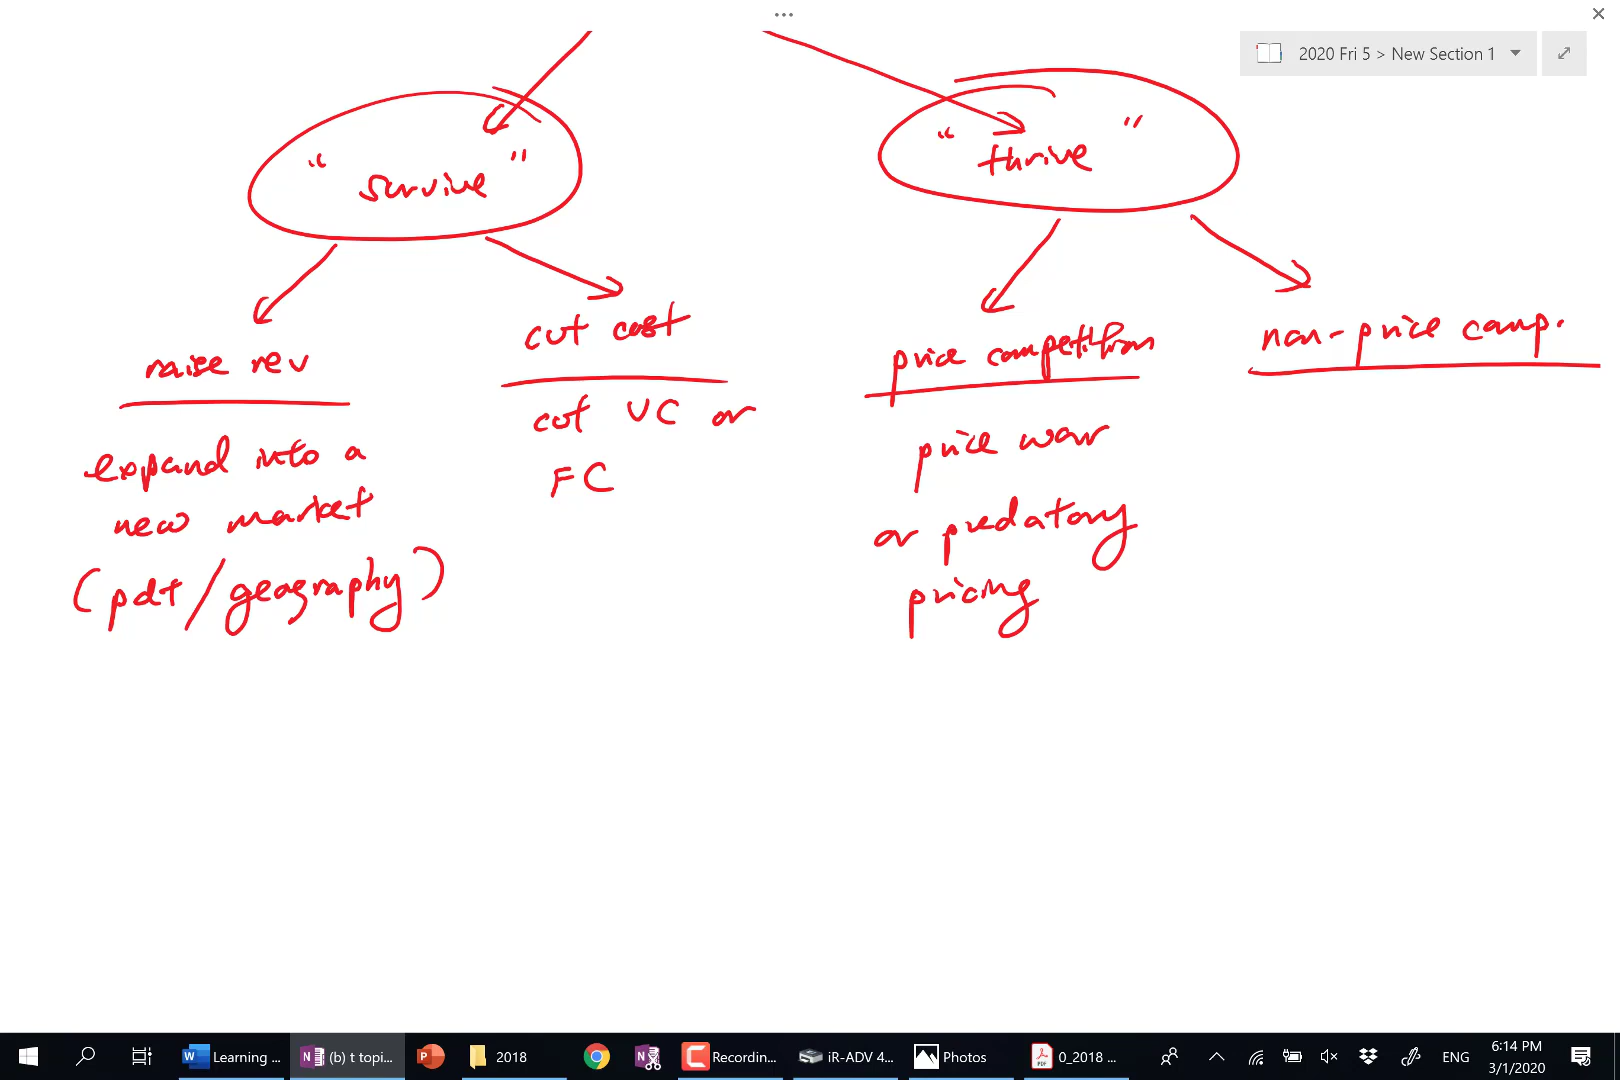 2020 Fri 5 > New Section 1
" survive "
" thrive "
raise rev
expand into a
new market
(pdt/geography)
cut cost
cut VC or
FC
price competition
price war
or predatory
pricing
non-price comp.
Learning ...
(b) t topi...
2018
Recordin...
iR-ADV 4...
Photos
0_2018 ...
ENG
6:14 PM
3/1/2020